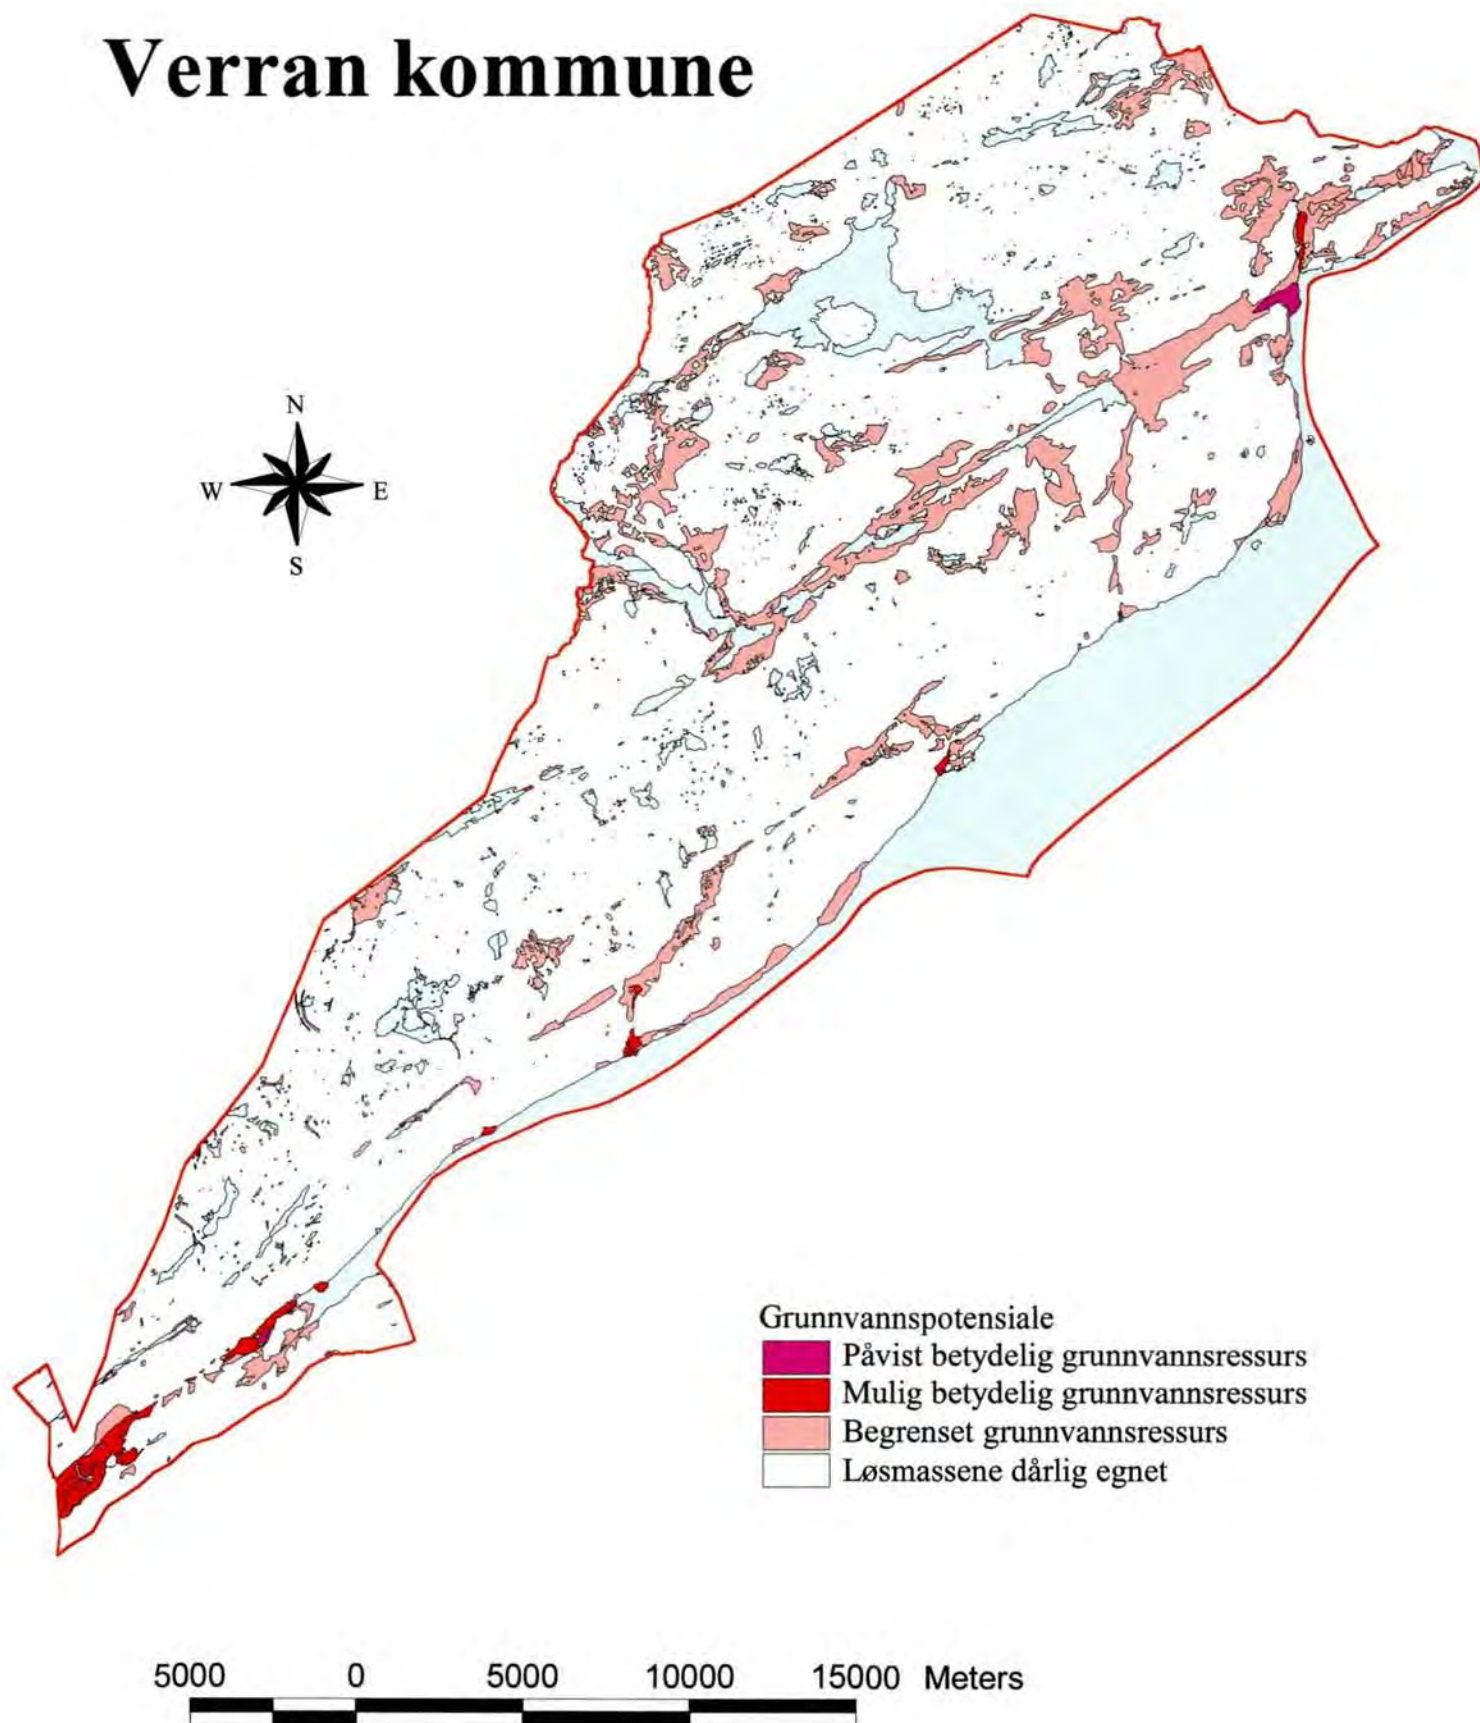 Verran kommune
N
W E
S
Grunnvannspotensiale
Påvist betydelig grunnvannsressurs
Mulig betydelig grunnvannsressurs
Begrenset grunnvannsressurs
Løsmassene dårlig egnet
5000 0 5000 10000 15000 Meters